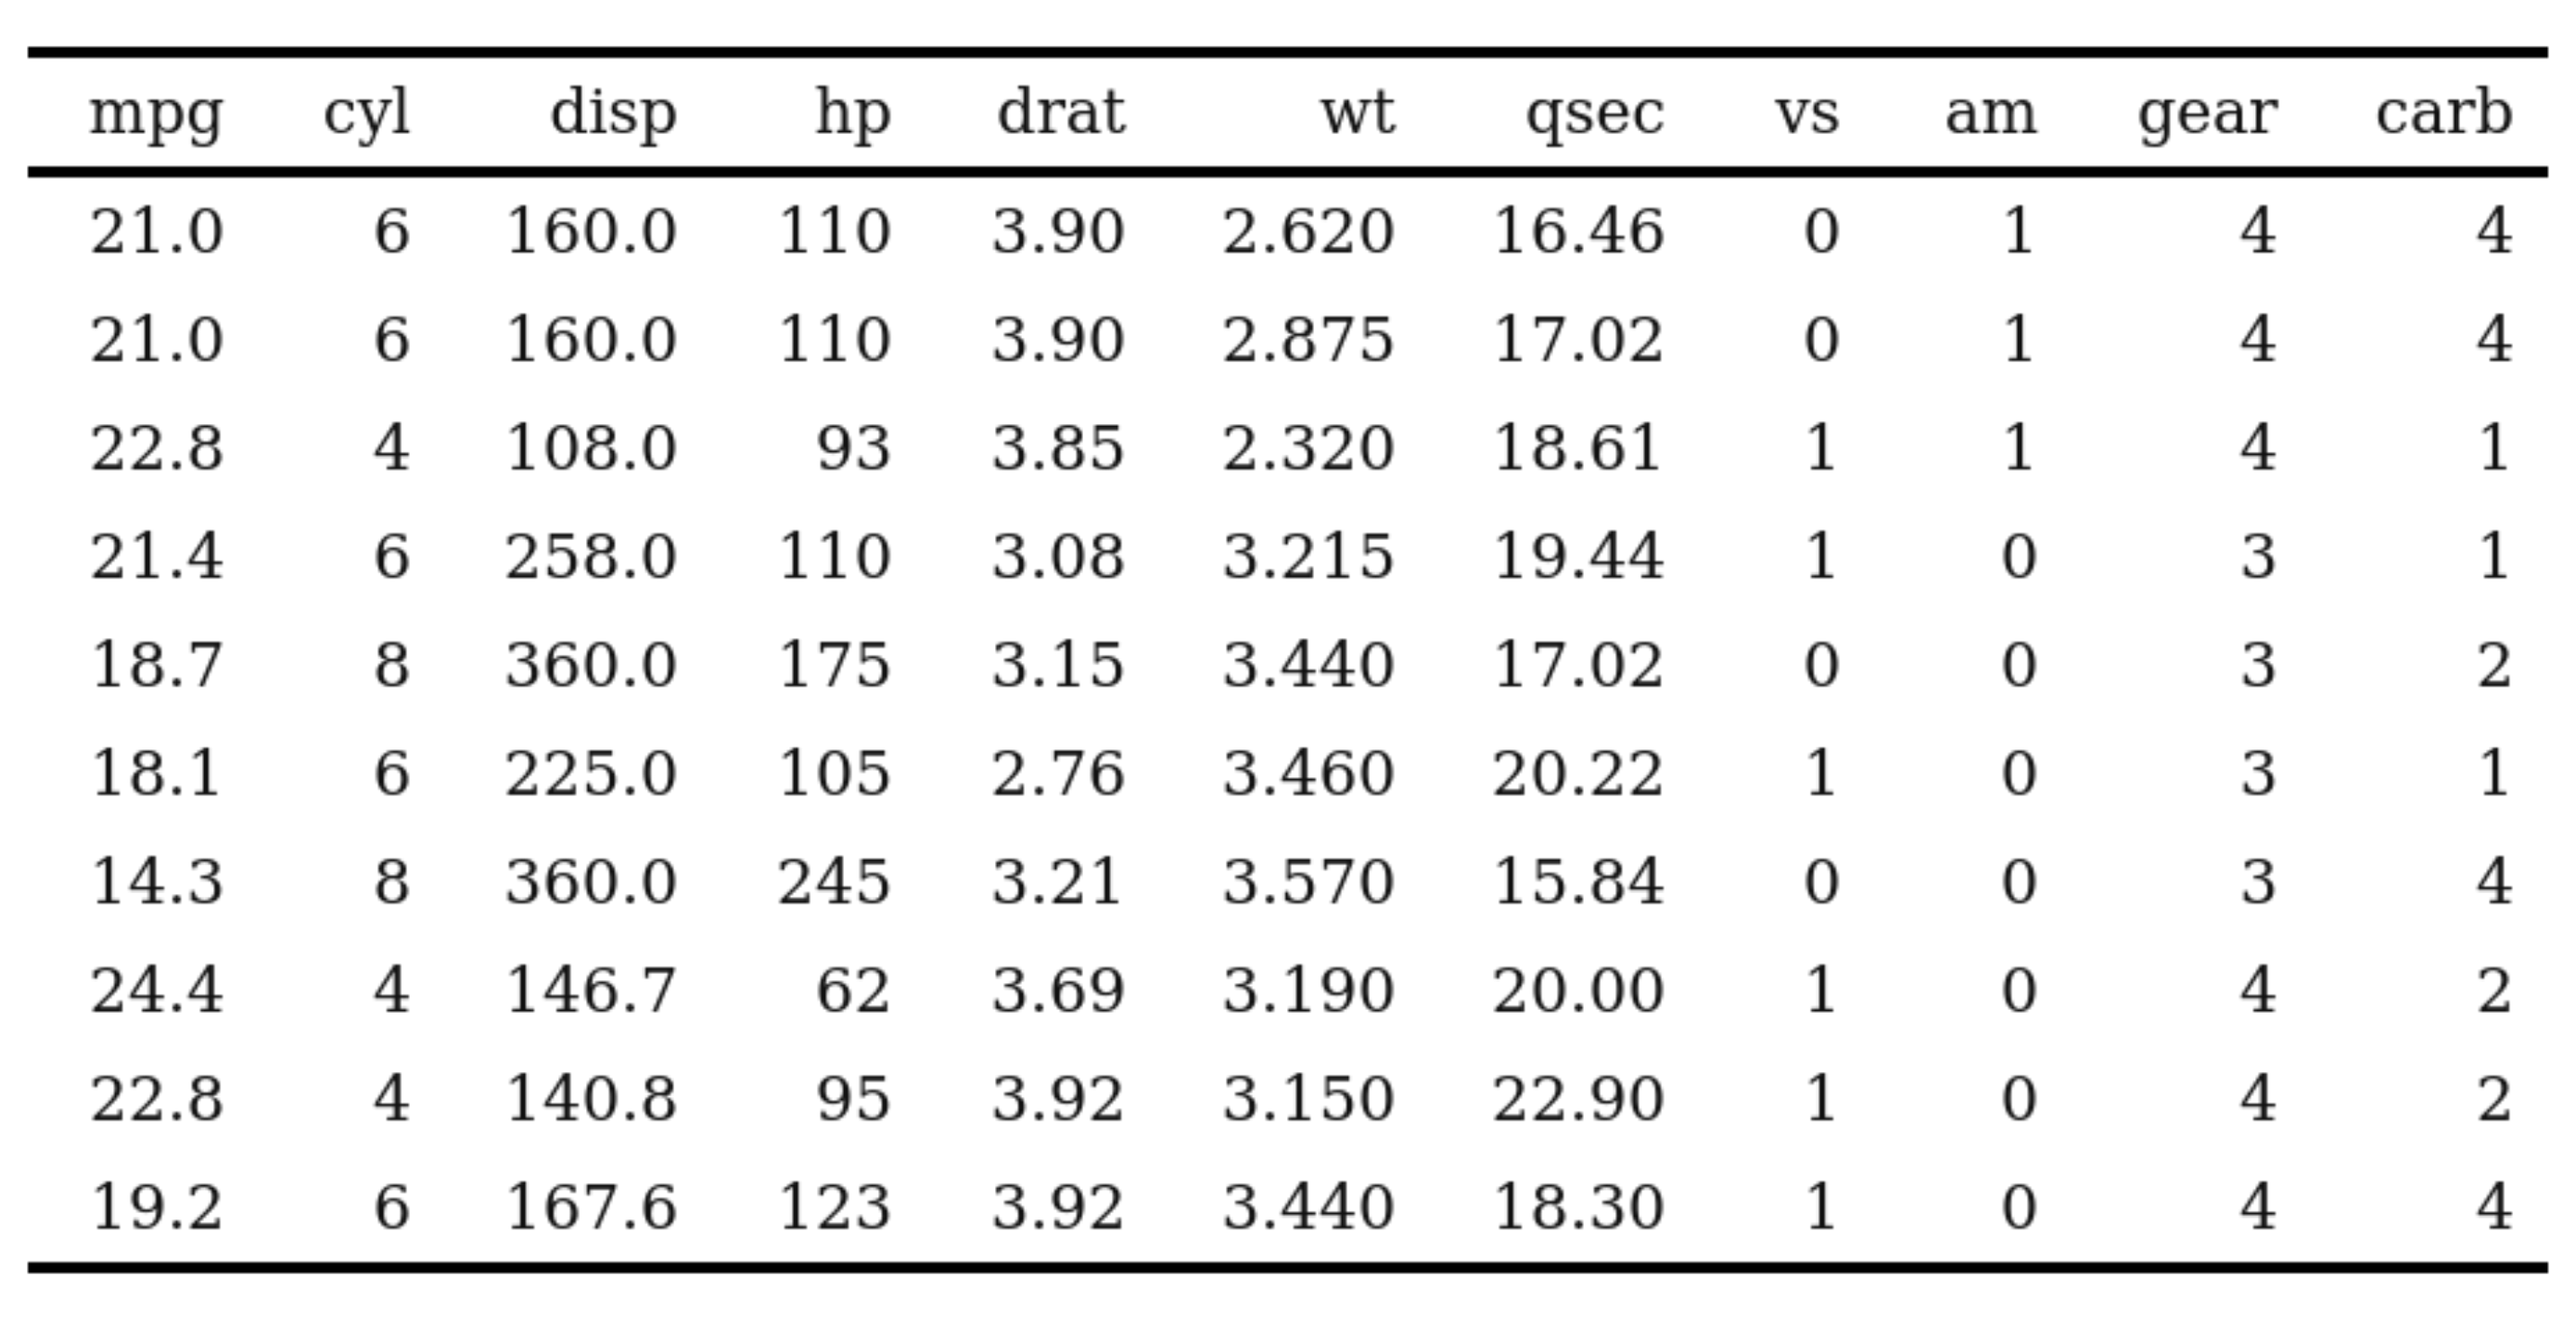 mpg cyl disp hp drat wt qsec vs am gear carb
21.0 6 160.0 110 3.90 2.620 16.46 0 1 4 4
21.0 6 160.0 110 3.90 2.875 17.02 0 1 4 4
22.8 4 108.0 93 3.85 2.320 18.61 1 1 4 1
21.4 6 258.0 110 3.08 3.215 19.44 1 0 3 1
18.7 8 360.0 175 3.15 3.440 17.02 0 0 3 2
18.1 6 225.0 105 2.76 3.460 20.22 1 0 3 1
14.3 8 360.0 245 3.21 3.570 15.84 0 0 3 4
24.4 4 146.7 62 3.69 3.190 20.00 1 0 4 2
22.8 4 140.8 95 3.92 3.150 22.90 1 0 4 2
19.2 6 167.6 123 3.92 3.440 18.30 1 0 4 4